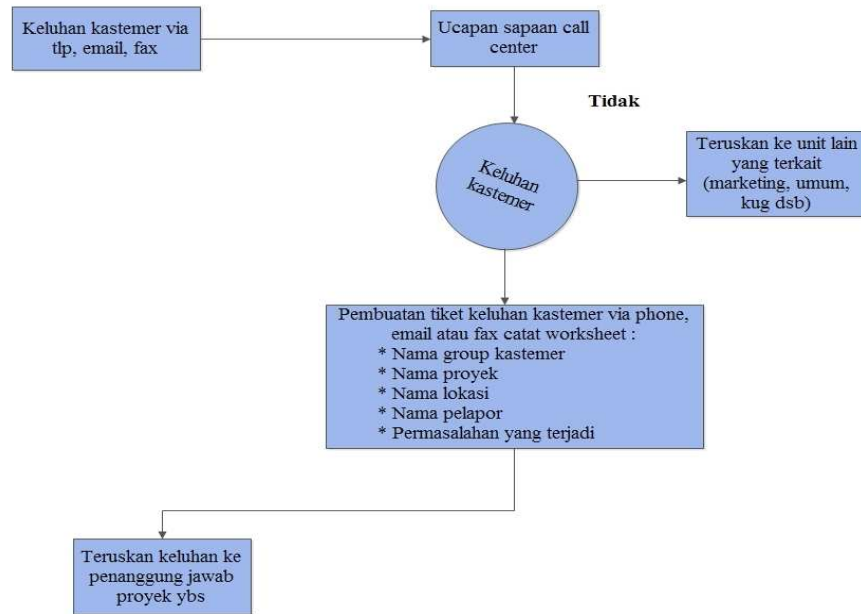 Keluhan kastemer via
tlp, email, fax
Ucapan sapaan call
center
Tidak
Keluhan
kastemer
Teruskan ke unit lain
yang terkait
(marketing, umum,
kug dsb)
Pembuatan tiket keluhan kastemer via phone,
email atau fax catat worksheet :
* Nama group kastemer
* Nama proyek
* Nama lokasi
* Nama pelapor
* Permasalahan yang terjadi
Teruskan keluhan ke
penanggung jawab
proyek ybs